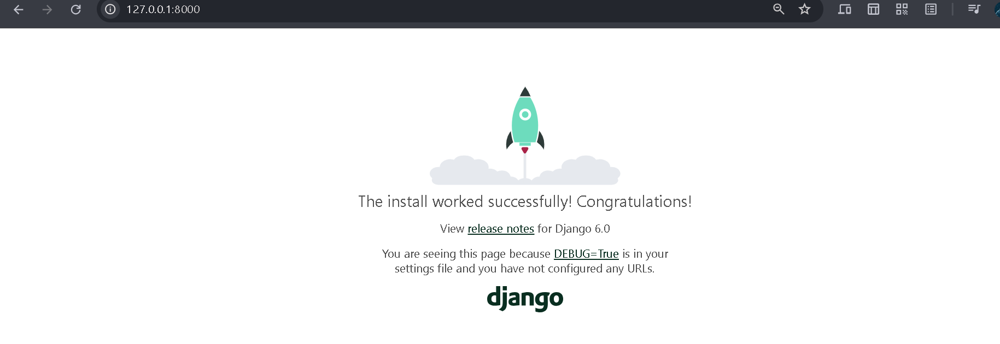 127.0.0.1:8000
The install worked successfully! Congratulations!
View release notes for Django 6.0
You are seeing this page because DEBUG=True is in your
settings file and you have not configured any URLs.
django